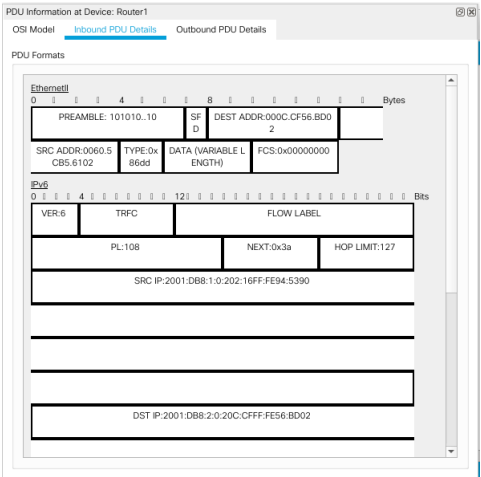 PDU Information at Device: Router1
OSI Model Inbound PDU Details Outbound PDU Details
PDU Formats
EthernetII
0 4 8 Bytes
PREAMBLE: 101010..10
SF
D
DEST ADDR:000C.CF56.BD0
2
SRC ADDR:0060.5
CB5.6102
TYPE:0x
86dd
DATA (VARIABLE L
ENGTH)
FCS:0x00000000
IPv6
0 4 12 Bits
VER:6 TRFC FLOW LABEL
PL:108 NEXT:0x3a HOP LIMIT:127
SRC IP:2001:DB8:1:0:202:16FF:FE94:5390
DST IP:2001:DB8:2:0:20C:CFFF:FE56:BD02